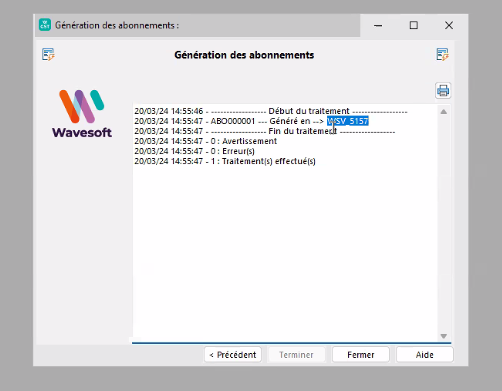 Génération des abonnements :
Génération des abonnements
Wavesoft
20/03/24 14:55:46 - ------------------ Début du traitement ------------------
20/03/24 14:55:47 - ABO000001 --- Généré en --> WSV_5157
20/03/24 14:55:47 - ------------------ Fin du traitement ------------------
20/03/24 14:55:47 - 0 : Avertissement
20/03/24 14:55:47 - 0 : Erreur(s)
20/03/24 14:55:47 - 1 : Traitement(s) effectué(s)
< Précédent
Terminer
Fermer
Aide